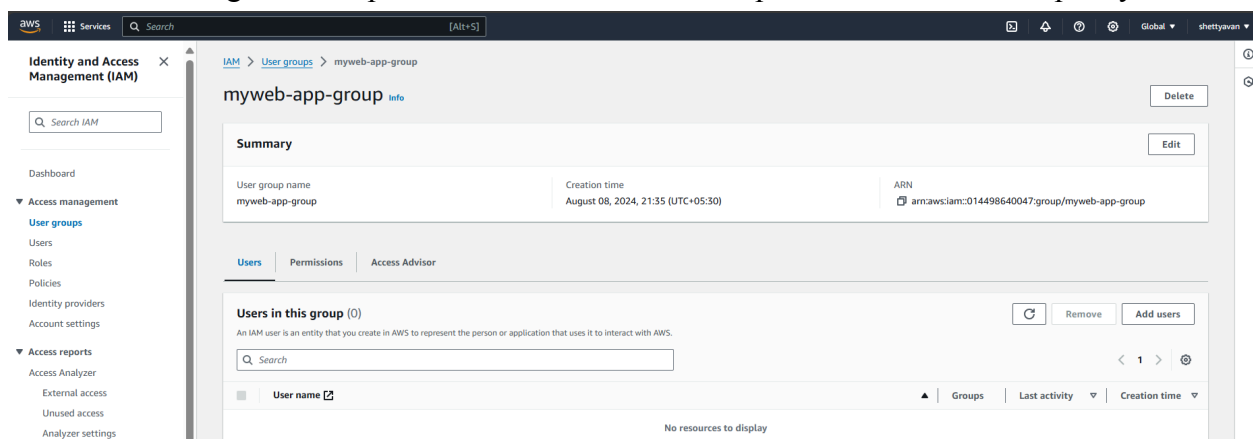 aws Services Search [Alt+S] Global shettyavan
Identity and Access Management (IAM)
Search IAM
Dashboard
Access management
User groups
Users
Roles
Policies
Identity providers
Account settings
Access reports
Access Analyzer
External access
Unused access
Analyzer settings
IAM > User groups > myweb-app-group
myweb-app-group Info Delete
Summary Edit
User group name Creation time ARN
myweb-app-group August 08, 2024, 21:35 (UTC+05:30) arn:aws:iam::014498640047:group/myweb-app-group
Users Permissions Access Advisor
Users in this group (0) Remove Add users
An IAM user is an entity that you create in AWS to represent the person or application that uses it to interact with AWS.
Search < 1 >
User name Groups Last activity Creation time
No resources to display